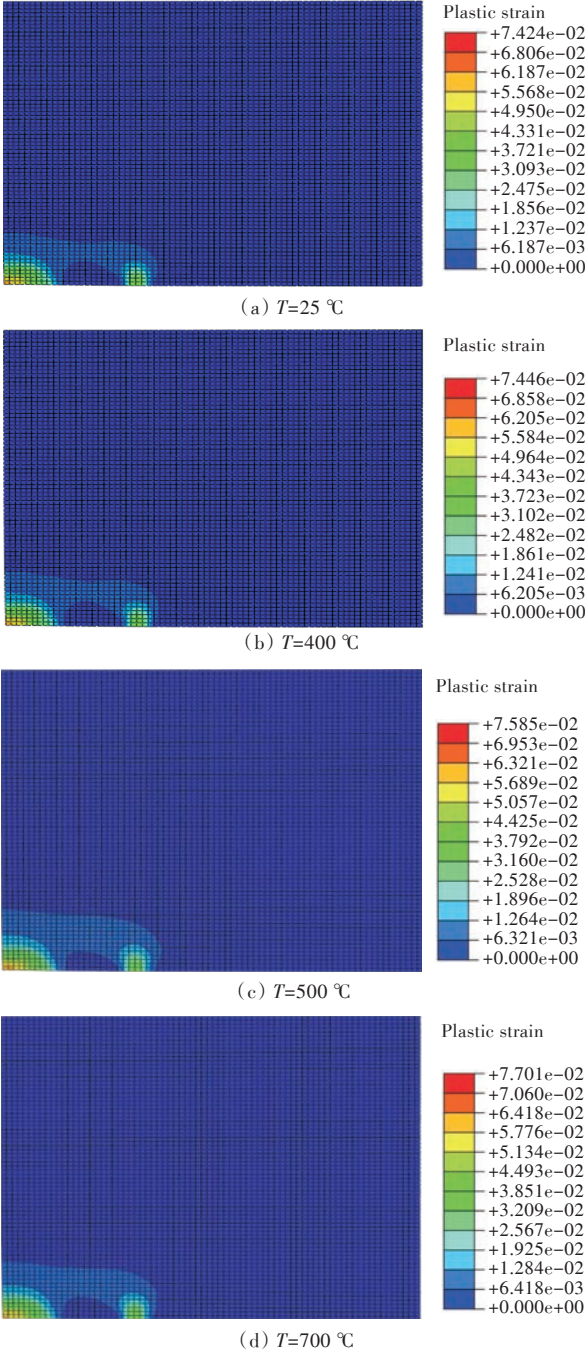 Plastic strain
+7.424e-02
+6.806e-02
+6.187e-02
+5.568e-02
+4.950e-02
+4.331e-02
+3.721e-02
+3.093e-02
+2.475e-02
+1.856e-02
+1.237e-02
+6.187e-03
+0.000e+00
(a) T=25 ℃
Plastic strain
+7.446e-02
+6.858e-02
+6.205e-02
+5.584e-02
+4.964e-02
+4.343e-02
+3.723e-02
+3.102e-02
+2.482e-02
+1.861e-02
+1.241e-02
+6.205e-03
+0.000e+00
(b) T=400 ℃
Plastic strain
+7.585e-02
+6.953e-02
+6.321e-02
+5.689e-02
+5.057e-02
+4.425e-02
+3.792e-02
+3.160e-02
+2.528e-02
+1.896e-02
+1.264e-02
+6.321e-03
+0.000e+00
(c) T=500 ℃
Plastic strain
+7.701e-02
+7.060e-02
+6.418e-02
+5.776e-02
+5.134e-02
+4.493e-02
+3.851e-02
+3.209e-02
+2.567e-02
+1.925e-02
+1.284e-02
+6.418e-03
+0.000e+00
(d) T=700 ℃